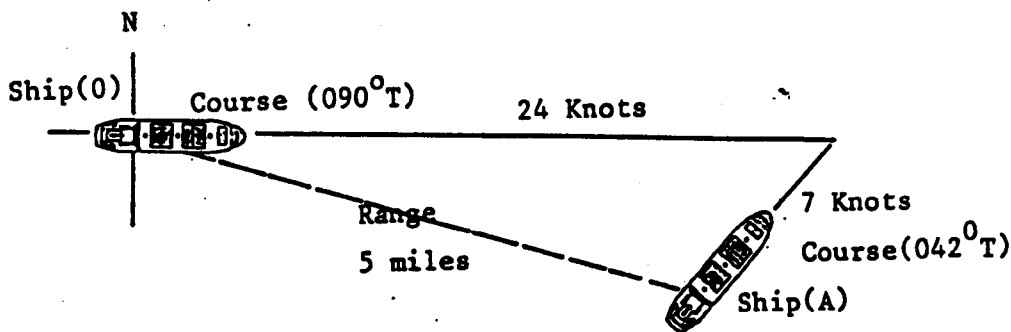 N
Ship(0)
Course (090°T)
24 Knots
Range
5 miles
7 Knots
Course(042°T)
Ship(A)